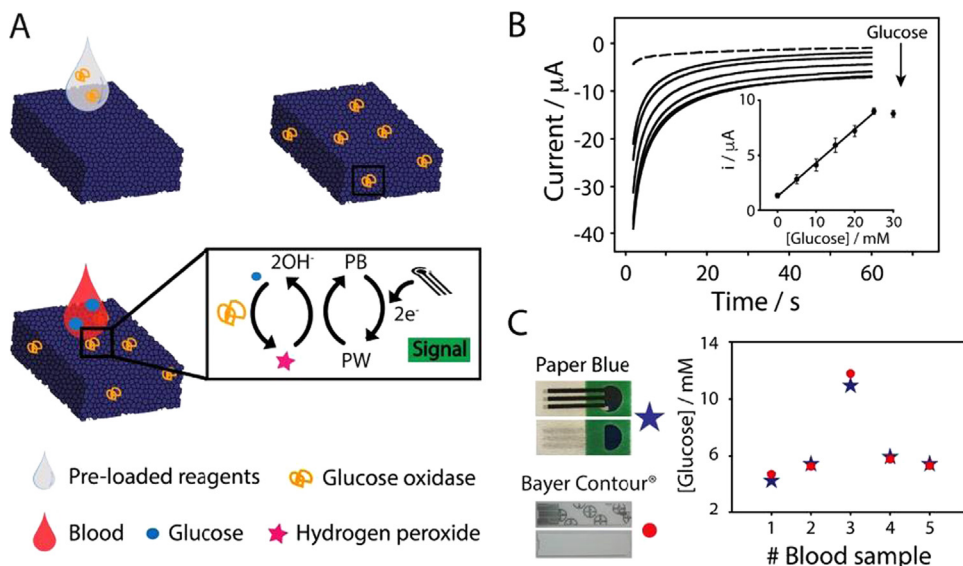 A
2OH⁻
PB
2e⁻
PW
Signal
Pre-loaded reagents
Glucose oxidase
Blood
Glucose
Hydrogen peroxide
B
0
-10
-20
-30
-40
Current / μA
0
20
40
60
80
Time / s
Glucose
10
5
0
i / μA
0
10
20
30
[Glucose] / mM
C
Paper Blue
Bayer Contour®
14
10
6
2
[Glucose] / mM
1
2
3
4
5
# Blood sample